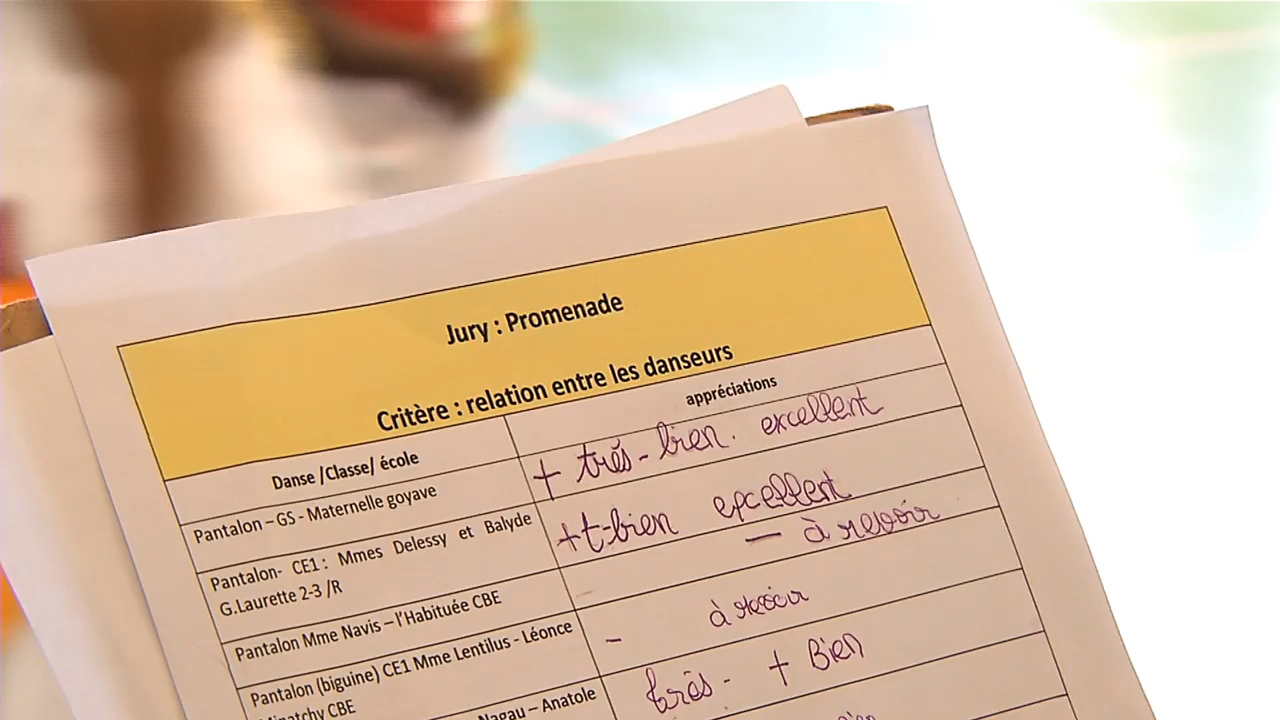 Jury : Promenade
Critère : relation entre les danseurs
Danse /Classe/ école
appréciations
Pantalon – GS - Maternelle goyave
+ très - bien . excellent
Pantalon- CE1 : Mmes Delessy et Balyde
G.Laurette 2-3 /R
+ t-bien excellent
Pantalon Mme Navis – l'Habituée CBE
— à revoir
Pantalon (biguine) CE1 Mme Lentilus - Léonce
CBE
- à revoir
Nagau – Anatole
très - + Bien